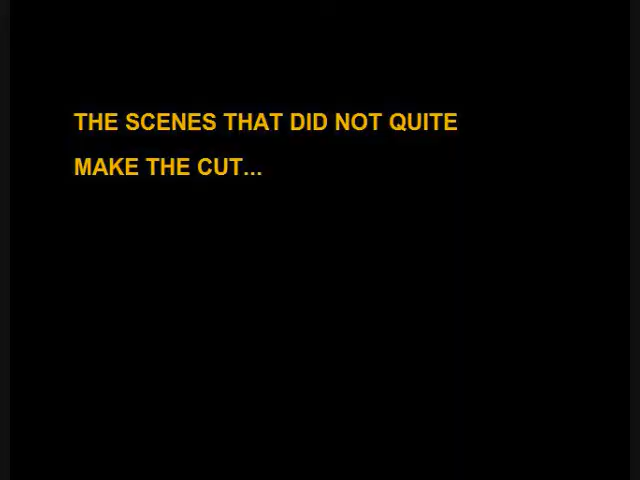 THE SCENES THAT DID NOT QUITE
MAKE THE CUT...